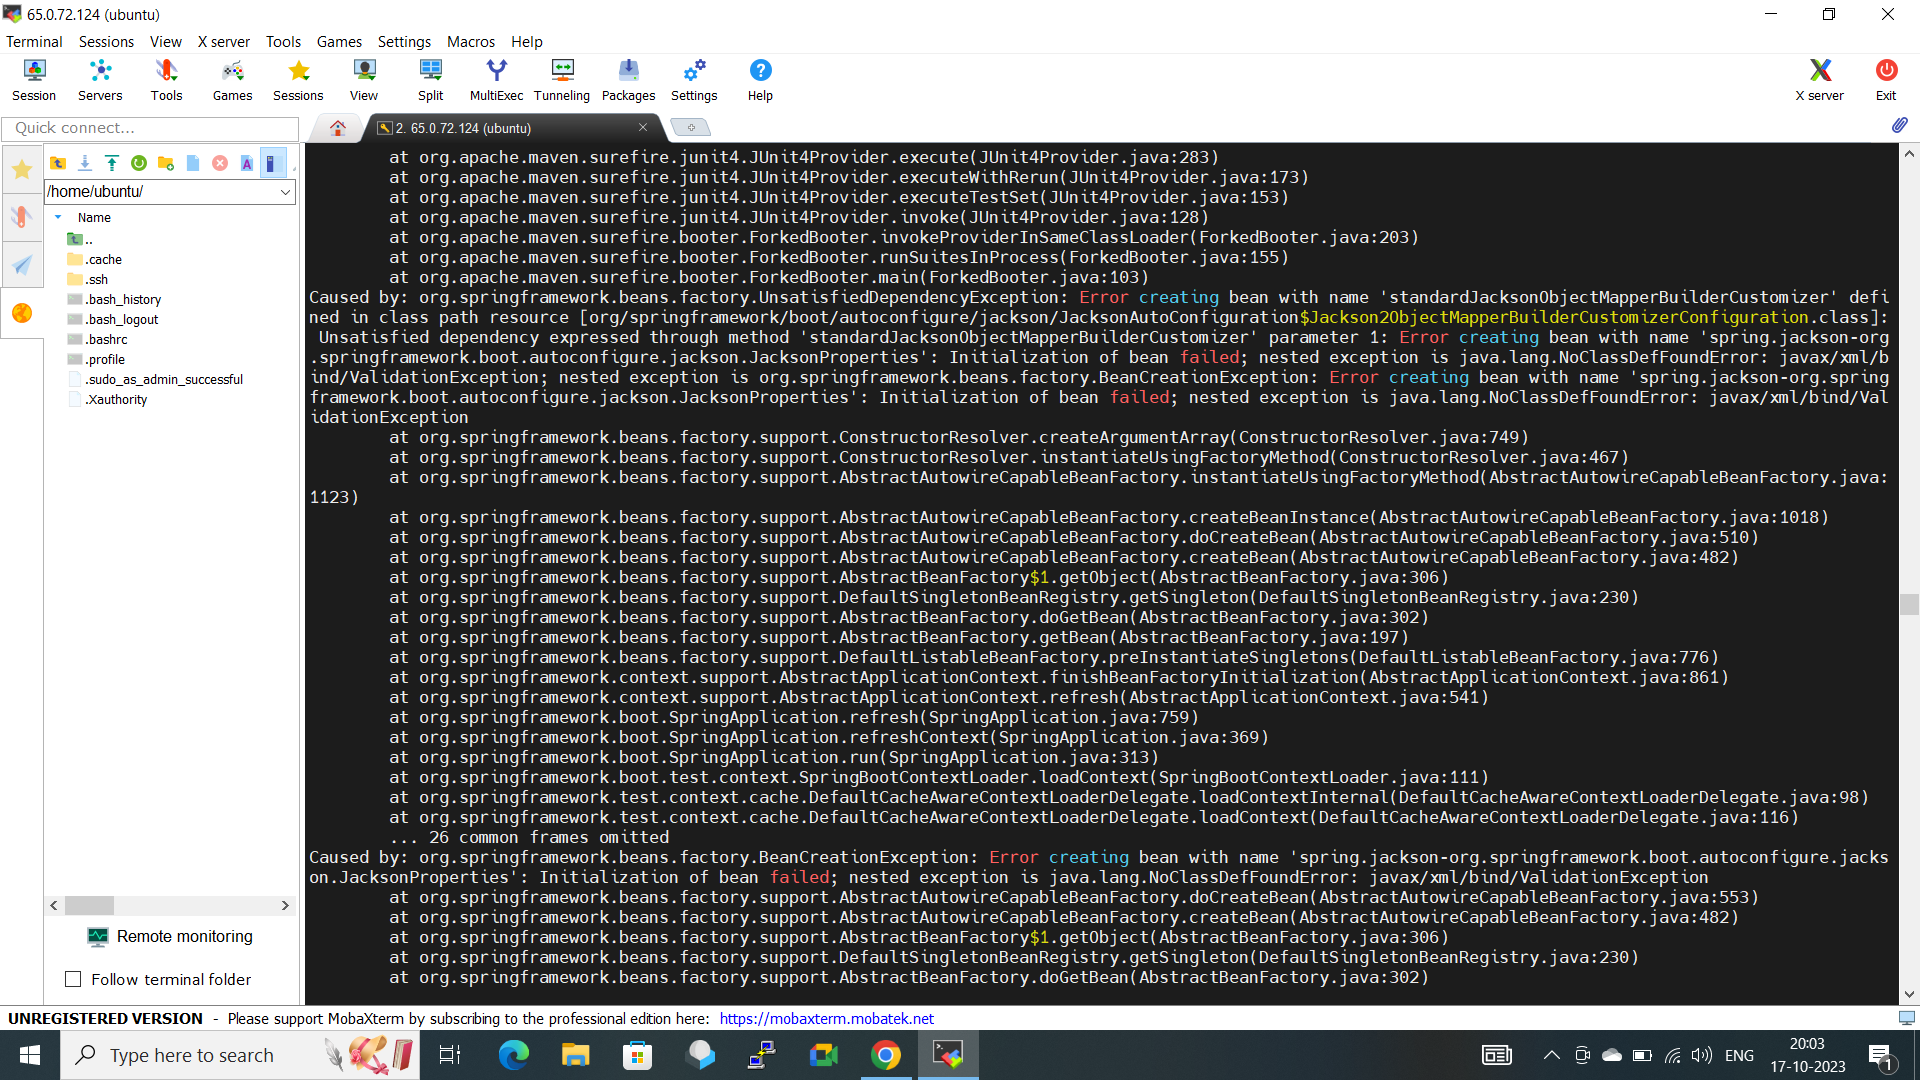 65.0.72.124 (ubuntu)
Terminal Sessions View X server Tools Games Settings Macros Help
Session Servers Tools Games Sessions View Split MultiExec Tunneling Packages Settings Help X server Exit
Quick connect...
2. 65.0.72.124 (ubuntu)
/home/ubuntu/
Name
..
.cache
.ssh
.bash_history
.bash_logout
.bashrc
.profile
.sudo_as_admin_successful
.Xauthority
Remote monitoring
Follow terminal folder
at org.apache.maven.surefire.junit4.JUnit4Provider.execute(JUnit4Provider.java:283)
at org.apache.maven.surefire.junit4.JUnit4Provider.executeWithRerun(JUnit4Provider.java:173)
at org.apache.maven.surefire.junit4.JUnit4Provider.executeTestSet(JUnit4Provider.java:153)
at org.apache.maven.surefire.junit4.JUnit4Provider.invoke(JUnit4Provider.java:128)
at org.apache.maven.surefire.booter.ForkedBooter.invokeProviderInSameClassLoader(ForkedBooter.java:203)
at org.apache.maven.surefire.booter.ForkedBooter.runSuitesInProcess(ForkedBooter.java:155)
at org.apache.maven.surefire.booter.ForkedBooter.main(ForkedBooter.java:103)
Caused by: org.springframework.beans.factory.UnsatisfiedDependencyException: Error creating bean with name 'standardJacksonObjectMapperBuilderCustomizer' defi
ned in class path resource [org/springframework/boot/autoconfigure/jackson/JacksonAutoConfiguration$Jackson2ObjectMapperBuilderCustomizerConfiguration.class]:
Unsatisfied dependency expressed through method 'standardJacksonObjectMapperBuilderCustomizer' parameter 1: Error creating bean with name 'spring.jackson-org
.springframework.boot.autoconfigure.jackson.JacksonProperties': Initialization of bean failed; nested exception is java.lang.NoClassDefFoundError: javax/xml/b
ind/ValidationException; nested exception is org.springframework.beans.factory.BeanCreationException: Error creating bean with name 'spring.jackson-org.spring
framework.boot.autoconfigure.jackson.JacksonProperties': Initialization of bean failed; nested exception is java.lang.NoClassDefFoundError: javax/xml/bind/Val
idationException
at org.springframework.beans.factory.support.ConstructorResolver.createArgumentArray(ConstructorResolver.java:749)
at org.springframework.beans.factory.support.ConstructorResolver.instantiateUsingFactoryMethod(ConstructorResolver.java:467)
at org.springframework.beans.factory.support.AbstractAutowireCapableBeanFactory.instantiateUsingFactoryMethod(AbstractAutowireCapableBeanFactory.java:
1123)
at org.springframework.beans.factory.support.AbstractAutowireCapableBeanFactory.createBeanInstance(AbstractAutowireCapableBeanFactory.java:1018)
at org.springframework.beans.factory.support.AbstractAutowireCapableBeanFactory.doCreateBean(AbstractAutowireCapableBeanFactory.java:510)
at org.springframework.beans.factory.support.AbstractAutowireCapableBeanFactory.createBean(AbstractAutowireCapableBeanFactory.java:482)
at org.springframework.beans.factory.support.AbstractBeanFactory$1.getObject(AbstractBeanFactory.java:306)
at org.springframework.beans.factory.support.DefaultSingletonBeanRegistry.getSingleton(DefaultSingletonBeanRegistry.java:230)
at org.springframework.beans.factory.support.AbstractBeanFactory.doGetBean(AbstractBeanFactory.java:302)
at org.springframework.beans.factory.support.AbstractBeanFactory.getBean(AbstractBeanFactory.java:197)
at org.springframework.beans.factory.support.DefaultListableBeanFactory.preInstantiateSingletons(DefaultListableBeanFactory.java:776)
at org.springframework.context.support.AbstractApplicationContext.finishBeanFactoryInitialization(AbstractApplicationContext.java:861)
at org.springframework.context.support.AbstractApplicationContext.refresh(AbstractApplicationContext.java:541)
at org.springframework.boot.SpringApplication.refresh(SpringApplication.java:759)
at org.springframework.boot.SpringApplication.refreshContext(SpringApplication.java:369)
at org.springframework.boot.SpringApplication.run(SpringApplication.java:313)
at org.springframework.boot.test.context.SpringBootContextLoader.loadContext(SpringBootContextLoader.java:111)
at org.springframework.test.context.cache.DefaultCacheAwareContextLoaderDelegate.loadContextInternal(DefaultCacheAwareContextLoaderDelegate.java:98)
at org.springframework.test.context.cache.DefaultCacheAwareContextLoaderDelegate.loadContext(DefaultCacheAwareContextLoaderDelegate.java:116)
... 26 common frames omitted
Caused by: org.springframework.beans.factory.BeanCreationException: Error creating bean with name 'spring.jackson-org.springframework.boot.autoconfigure.jacks
on.JacksonProperties': Initialization of bean failed; nested exception is java.lang.NoClassDefFoundError: javax/xml/bind/ValidationException
at org.springframework.beans.factory.support.AbstractAutowireCapableBeanFactory.doCreateBean(AbstractAutowireCapableBeanFactory.java:553)
at org.springframework.beans.factory.support.AbstractAutowireCapableBeanFactory.createBean(AbstractAutowireCapableBeanFactory.java:482)
at org.springframework.beans.factory.support.AbstractBeanFactory$1.getObject(AbstractBeanFactory.java:306)
at org.springframework.beans.factory.support.DefaultSingletonBeanRegistry.getSingleton(DefaultSingletonBeanRegistry.java:230)
at org.springframework.beans.factory.support.AbstractBeanFactory.doGetBean(AbstractBeanFactory.java:302)
UNREGISTERED VERSION - Please support MobaXterm by subscribing to the professional edition here: https://mobaxterm.mobatek.net
Type here to search
ENG
20:03
17-10-2023
1